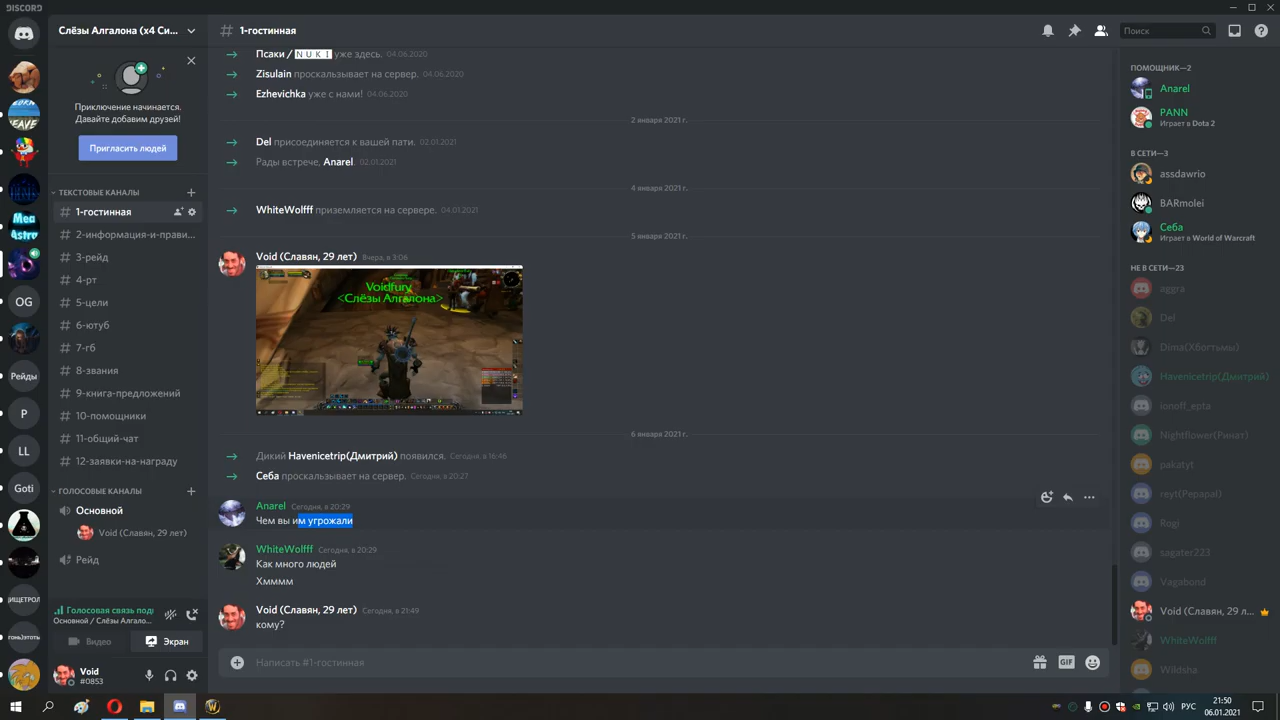 DISCORD
Слёзы Алгалона (x4 Си...
1-гостинная
Поиск
Приключение начинается.
Давайте добавим друзей!
Пригласить людей
ТЕКСТОВЫЕ КАНАЛЫ
1-гостинная
2-информация-и-прави...
3-рейд
4-рт
5-цели
6-ютуб
7-гб
8-звания
9-книга-предложений
10-помощники
11-общий-чат
12-заявки-на-награду
ГОЛОСОВЫЕ КАНАЛЫ
Основной
Void (Славян, 29 лет)
Рейд
Голосовая связь подк
Основной / Слёзы Алгало...
Видео
Экран
Void
#0853
OG
Рейды
P
LL
Goti
Псаки / NUKI уже здесь. 04.06.2020
Zisulain проскальзывает на сервер. 04.06.2020
Ezhevichka уже с нами! 04.06.2020
2 января 2021 г.
Del присоединяется к вашей пати. 02.01.2021
Рады встрече, Anarel. 02.01.2021
4 января 2021 г.
WhiteWolfff приземляется на сервере. 04.01.2021
5 января 2021 г.
Void (Славян, 29 лет) Вчера, в 3:06
Voidfury
<Слёзы Алгалона>
6 января 2021 г.
Дикий Havenicetrip(Дмитрий) появился. Сегодня, в 16:46
Себа проскальзывает на сервер. Сегодня, в 20:27
Anarel Сегодня, в 20:29
Чем вы им угрожали
WhiteWolfff Сегодня, в 20:29
Как много людей
Хмммм
Void (Славян, 29 лет) Сегодня, в 21:49
кому?
Написать #1-гостинная
GIF
ПОМОЩНИК—2
Anarel
PANN
Играет в Dota 2
В СЕТИ—3
assdawrio
BARmolei
Себа
Играет в World of Warcraft
НЕ В СЕТИ—23
aggra
Del
Dima(Хбогтьмы)
Havenicetrip(Дмитрий)
ionoff_epta
Nightflower(Ринат)
pakatyt
reyt(Pepapal)
Rogi
sagater223
Vagabond
Void (Славян, 29 л...
WhiteWolfff
Wildsha
РУС
21:50
06.01.2021